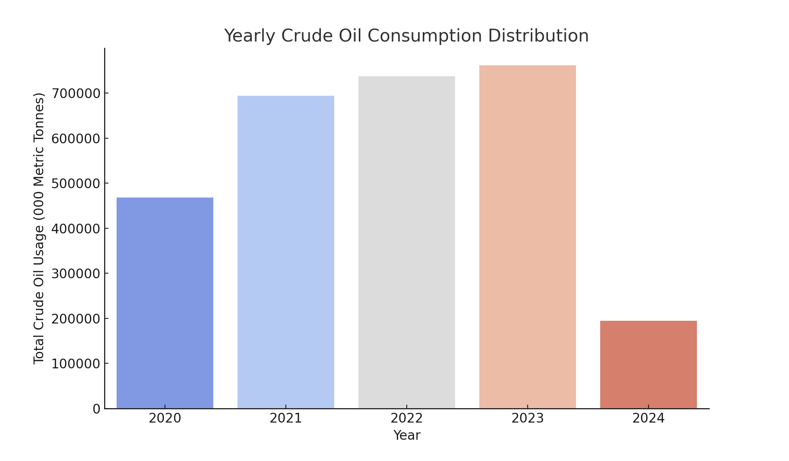 Yearly Crude Oil Consumption Distribution
Total Crude Oil Usage (000 Metric Tonnes)
700000
600000
500000
400000
300000
200000
100000
0
2020 2021 2022 2023 2024
Year